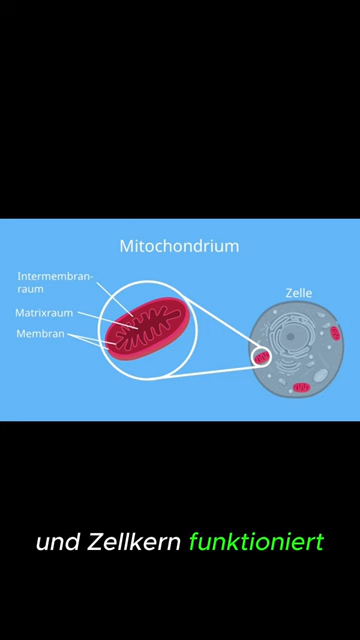 Mitochondrium
Intermembran-
raum
Matrixraum
Membran
Zelle
und Zellkern funktioniert